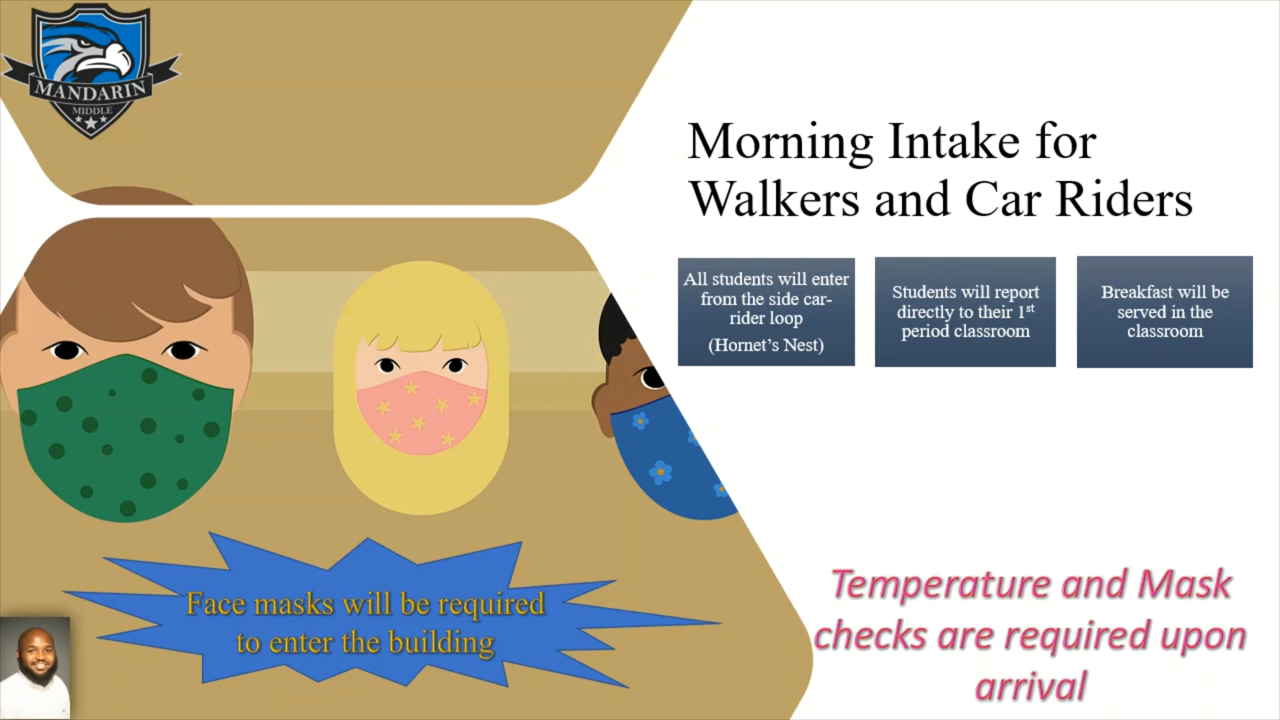 MANDARIN
MIDDLE
Morning Intake for
Walkers and Car Riders
All students will enter
from the side car-
rider loop
(Hornet's Nest)
Students will report
directly to their 1st
period classroom
Breakfast will be
served in the
classroom
Face masks will be required
to enter the building
Temperature and Mask
checks are required upon
arrival